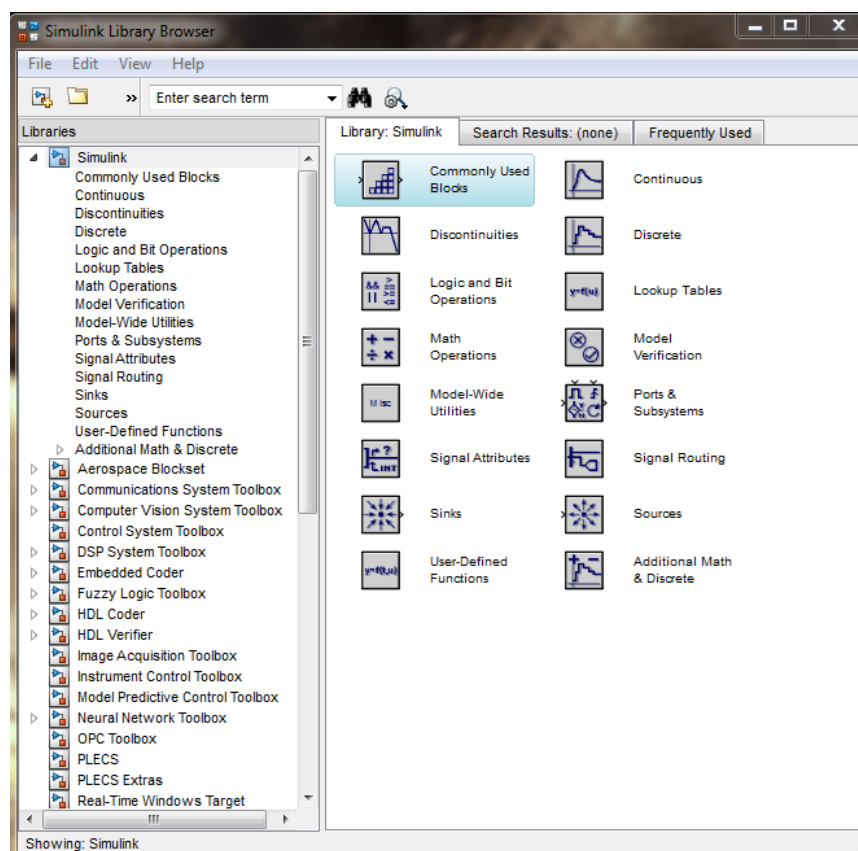 Simulink Library Browser
File Edit View Help
» Enter search term
Libraries
Simulink
Commonly Used Blocks
Continuous
Discontinuities
Discrete
Logic and Bit Operations
Lookup Tables
Math Operations
Model Verification
Model-Wide Utilities
Ports & Subsystems
Signal Attributes
Signal Routing
Sinks
Sources
User-Defined Functions
Additional Math & Discrete
Aerospace Blockset
Communications System Toolbox
Computer Vision System Toolbox
Control System Toolbox
DSP System Toolbox
Embedded Coder
Fuzzy Logic Toolbox
HDL Coder
HDL Verifier
Image Acquisition Toolbox
Instrument Control Toolbox
Model Predictive Control Toolbox
Neural Network Toolbox
OPC Toolbox
PLECS
PLECS Extras
Real-Time Windows Target
Library: Simulink Search Results: (none) Frequently Used
Commonly Used
Blocks
Continuous
Discontinuities
Discrete
&& > >=
|| <=
Logic and Bit
Operations
y=f(u)
Lookup Tables
+ −
÷ ×
Math
Operations
Model
Verification
Misc
Model-Wide
Utilities
Ports &
Subsystems
?
INT
Signal Attributes
Signal Routing
Sinks
Sources
y=f(t,u)
User-Defined
Functions
Additional Math
& Discrete
Showing: Simulink